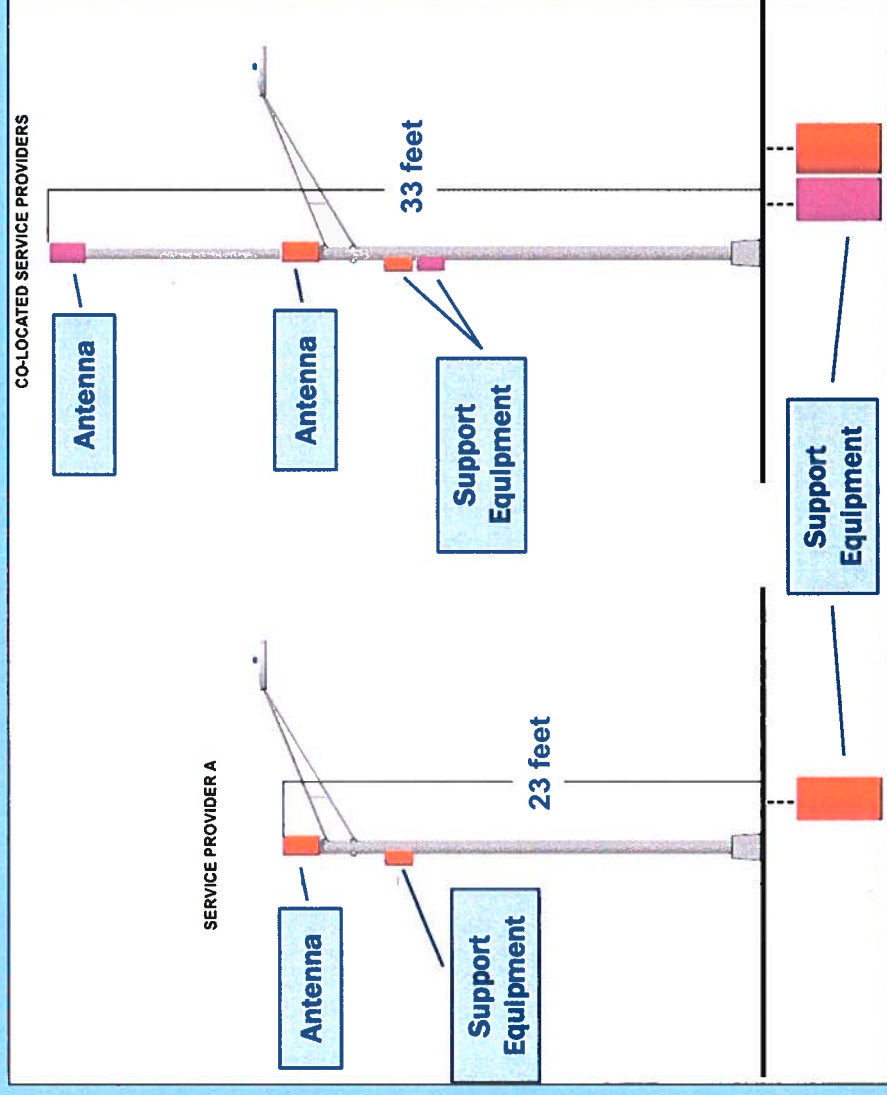 CO-LOCATED SERVICE PROVIDERS
Antenna
Antenna
Support
Equipment
33 feet
SERVICE PROVIDER A
Antenna
Support
Equipment
23 feet
Support
Equipment